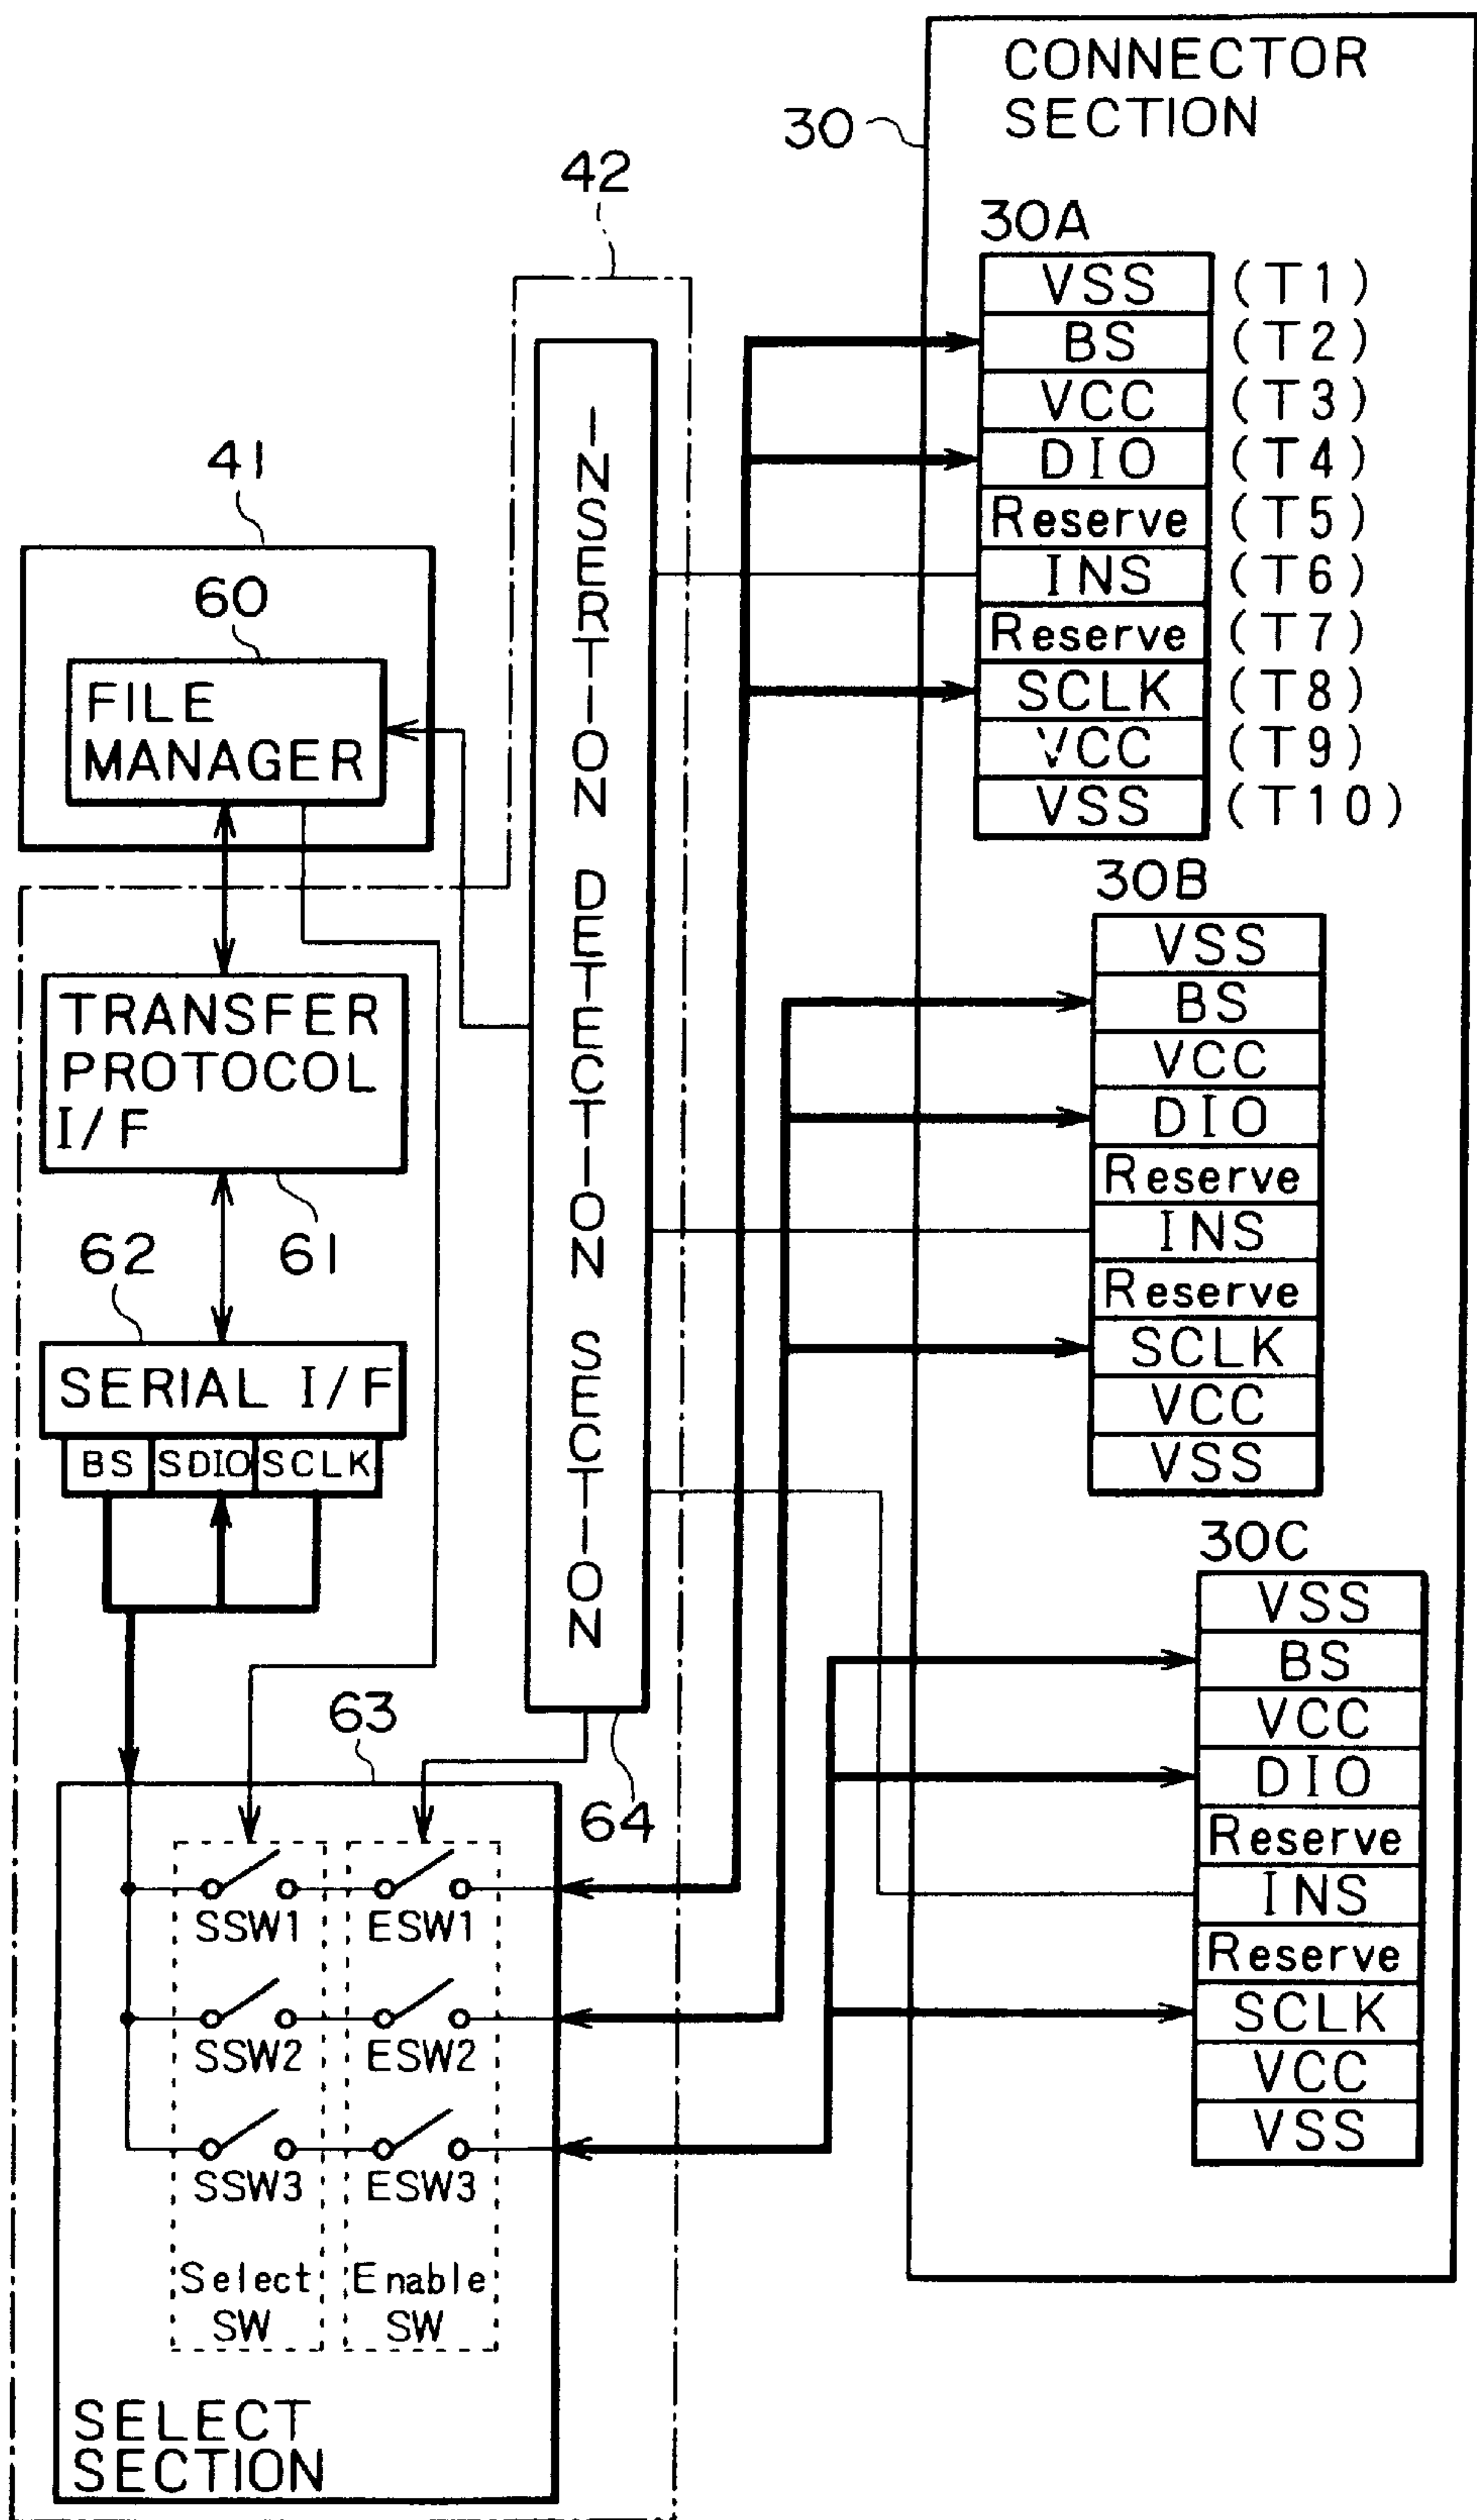 CONNECTOR
SECTION
30
42
30A
VSS (T1)
BS (T2)
VCC (T3)
DIO (T4)
Reserve (T5)
INS (T6)
Reserve (T7)
SCLK (T8)
VCC (T9)
VSS (T10)
41
60
FILE
MANAGER
INSERTION DETECTION SECTION
30B
VSS
BS
VCC
DIO
Reserve
INS
Reserve
SCLK
VCC
VSS
TRANSFER
PROTOCOL
I/F
62
61
SERIAL I/F
BS SDIO SCLK
30C
VSS
BS
VCC
DIO
Reserve
INS
Reserve
SCLK
VCC
VSS
63
64
SSW1 ESW1
SSW2 ESW2
SSW3 ESW3
Select Enable
SW SW
SELECT
SECTION